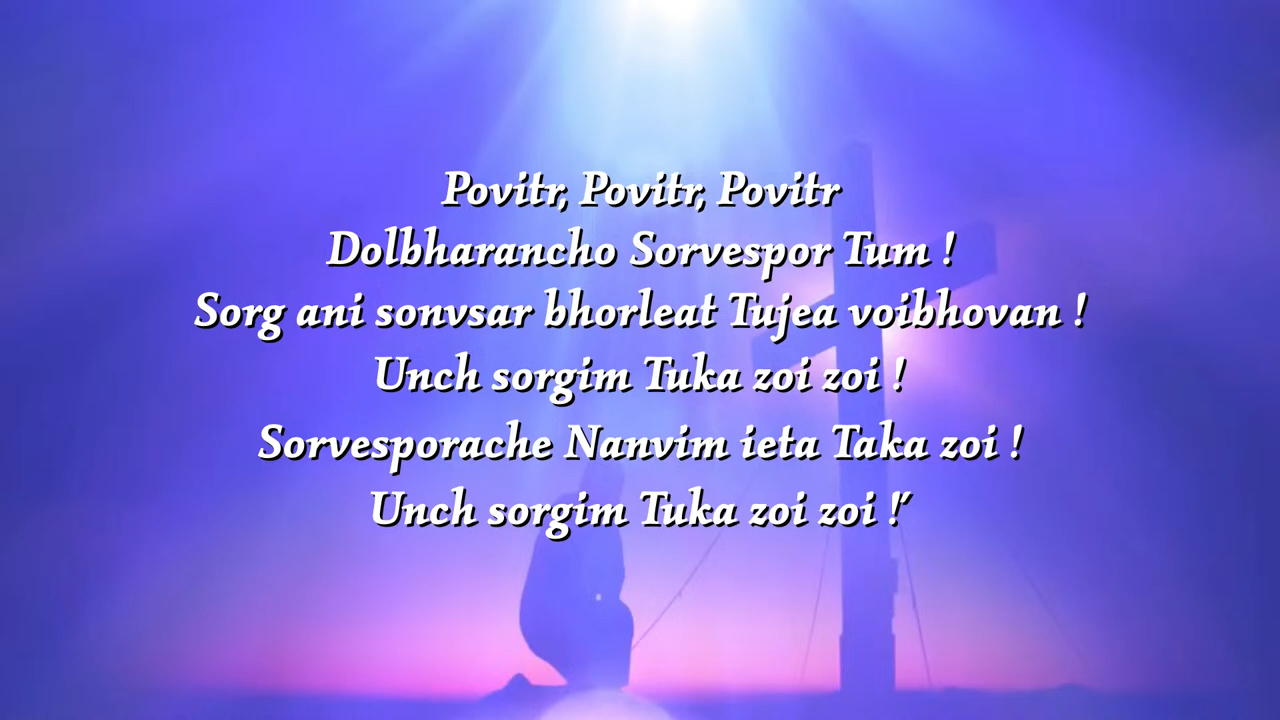 Povitr, Povitr, Povitr
Dolbharancho Sorvespor Tum !
Sorg ani sonvsar bhorleat Tujea voibhovan !
Unch sorgim Tuka zoi zoi !
Sorvesporache Nanvim ieta Taka zoi !
Unch sorgim Tuka zoi zoi !’